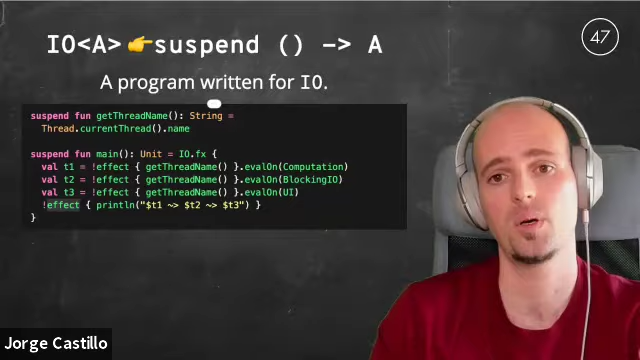 IO<A> 👉 suspend () -> A
47
A program written for IO.
suspend fun getThreadName(): String =
  Thread.currentThread().name
suspend fun main(): Unit = IO.fx {
  val t1 = !effect { getThreadName() }.evalOn(Computation)
  val t2 = !effect { getThreadName() }.evalOn(BlockingIO)
  val t3 = !effect { getThreadName() }.evalOn(UI)
  !effect { println("$t1 ~> $t2 ~> $t3") }
}
Jorge Castillo